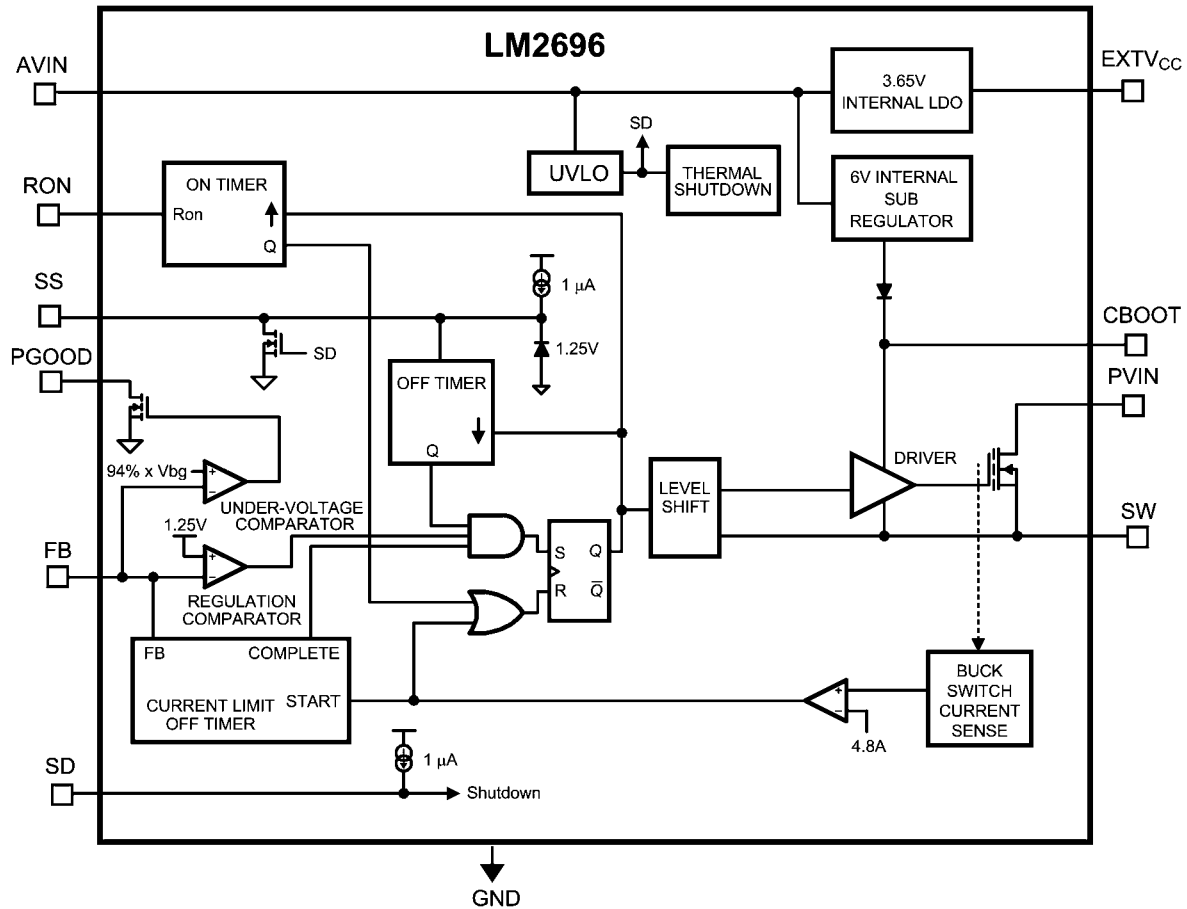 LM2696
AVIN
3.65V
INTERNAL LDO
EXTVCC
SD
UVLO
THERMAL
SHUTDOWN
6V INTERNAL
SUB
REGULATOR
RON
ON TIMER
Ron
Q
SS
1 μA
SD
1.25V
CBOOT
PGOOD
OFF TIMER
Q
PVIN
94% x Vbg
UNDER-VOLTAGE
COMPARATOR
LEVEL
SHIFT
DRIVER
SW
1.25V
FB
S
Q
R
Q̅
REGULATION
COMPARATOR
FB
COMPLETE
START
CURRENT LIMIT
OFF TIMER
+
−
+
−
+
−
4.8A
BUCK
SWITCH
CURRENT
SENSE
SD
1 μA
Shutdown
GND